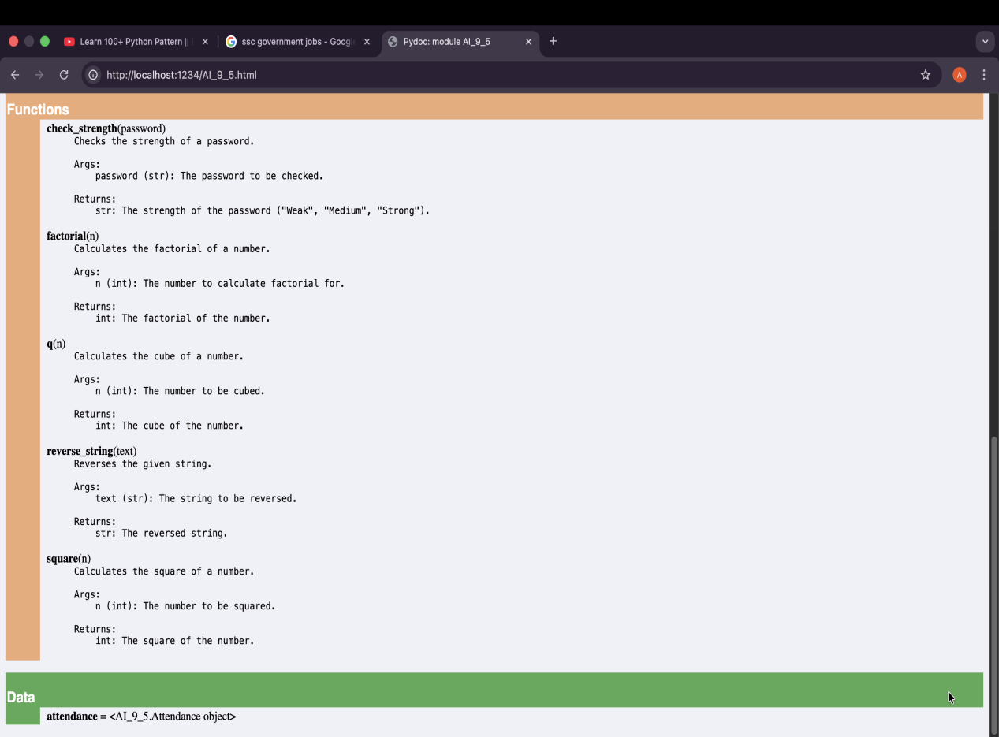 Learn 100+ Python Pattern ||
ssc government jobs - Googl
Pydoc: module AI_9_5
http://localhost:1234/AI_9_5.html
A
Functions
check_strength(password)
Checks the strength of a password.
Args:
password (str): The password to be checked.
Returns:
str: The strength of the password ("Weak", "Medium", "Strong").
factorial(n)
Calculates the factorial of a number.
Args:
n (int): The number to calculate factorial for.
Returns:
int: The factorial of the number.
q(n)
Calculates the cube of a number.
Args:
n (int): The number to be cubed.
Returns:
int: The cube of the number.
reverse_string(text)
Reverses the given string.
Args:
text (str): The string to be reversed.
Returns:
str: The reversed string.
square(n)
Calculates the square of a number.
Args:
n (int): The number to be squared.
Returns:
int: The square of the number.
Data
attendance = <AI_9_5.Attendance object>